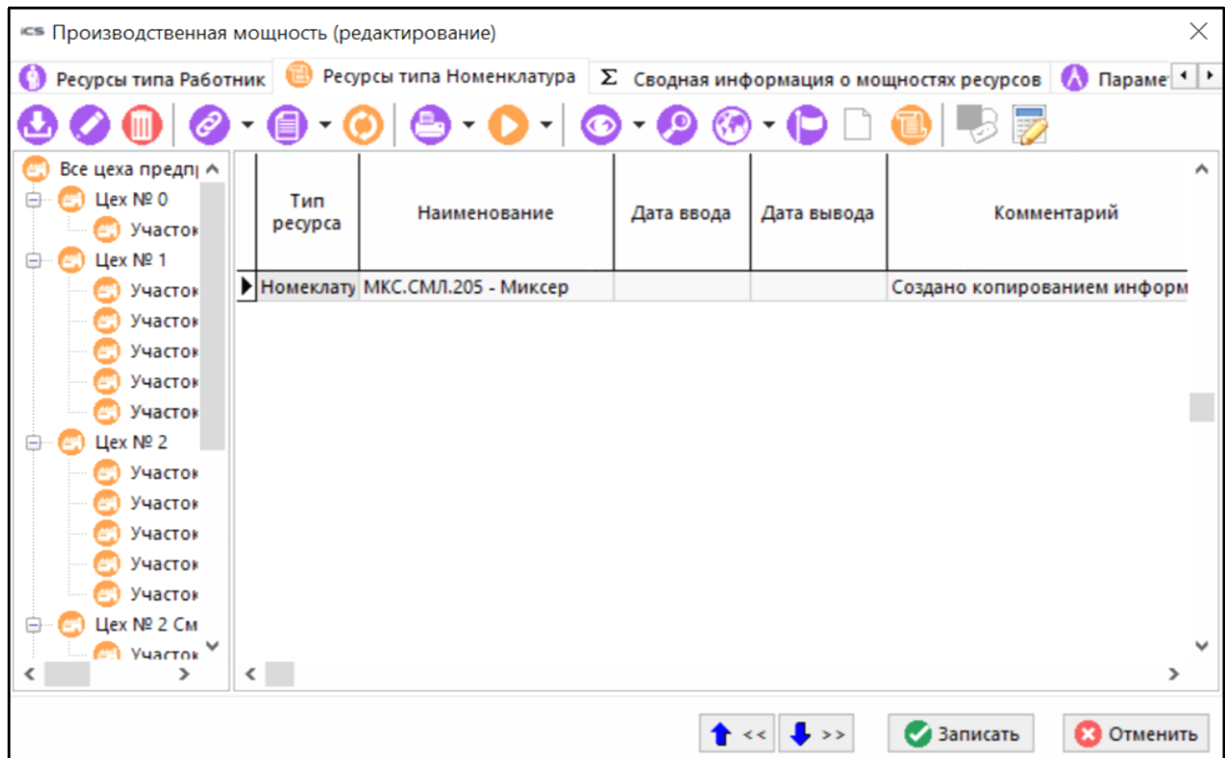 iCS Производственная мощность (редактирование)
Ресурсы типа Работник Ресурсы типа Номенклатура Σ Сводная информация о мощностях ресурсов Параме
Все цеха предп
Цех № 0
Участок
Цех № 1
Участок
Участок
Участок
Участок
Участок
Цех № 2
Участок
Участок
Участок
Участок
Участок
Цех № 2 См
Участок
Тип ресурса Наименование Дата ввода Дата вывода Комментарий
Номеклату МКС.СМЛ.205 - Миксер Создано копированием информ
<< >> Записать Отменить